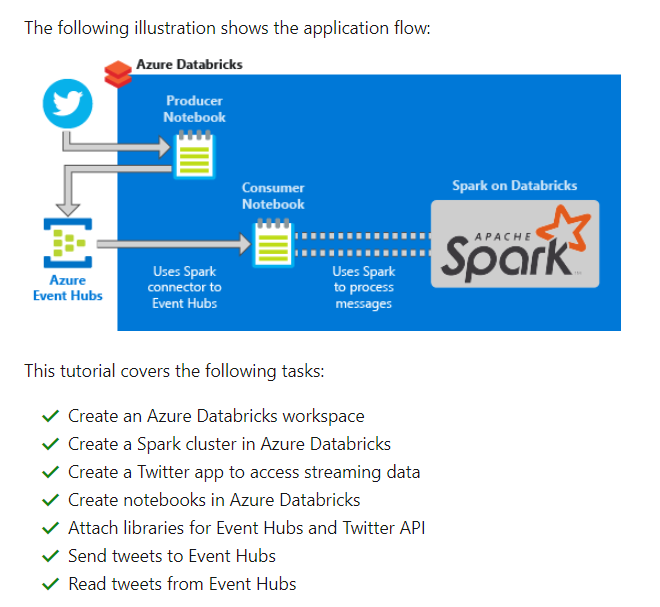 The following illustration shows the application flow:
Azure Databricks
Producer
Notebook
Consumer
Notebook
Spark on Databricks
APACHE
Spark
TM
Azure
Event Hubs
Uses Spark
connector to
Event Hubs
Uses Spark
to process
messages
This tutorial covers the following tasks:
Create an Azure Databricks workspace
Create a Spark cluster in Azure Databricks
Create a Twitter app to access streaming data
Create notebooks in Azure Databricks
Attach libraries for Event Hubs and Twitter API
Send tweets to Event Hubs
Read tweets from Event Hubs